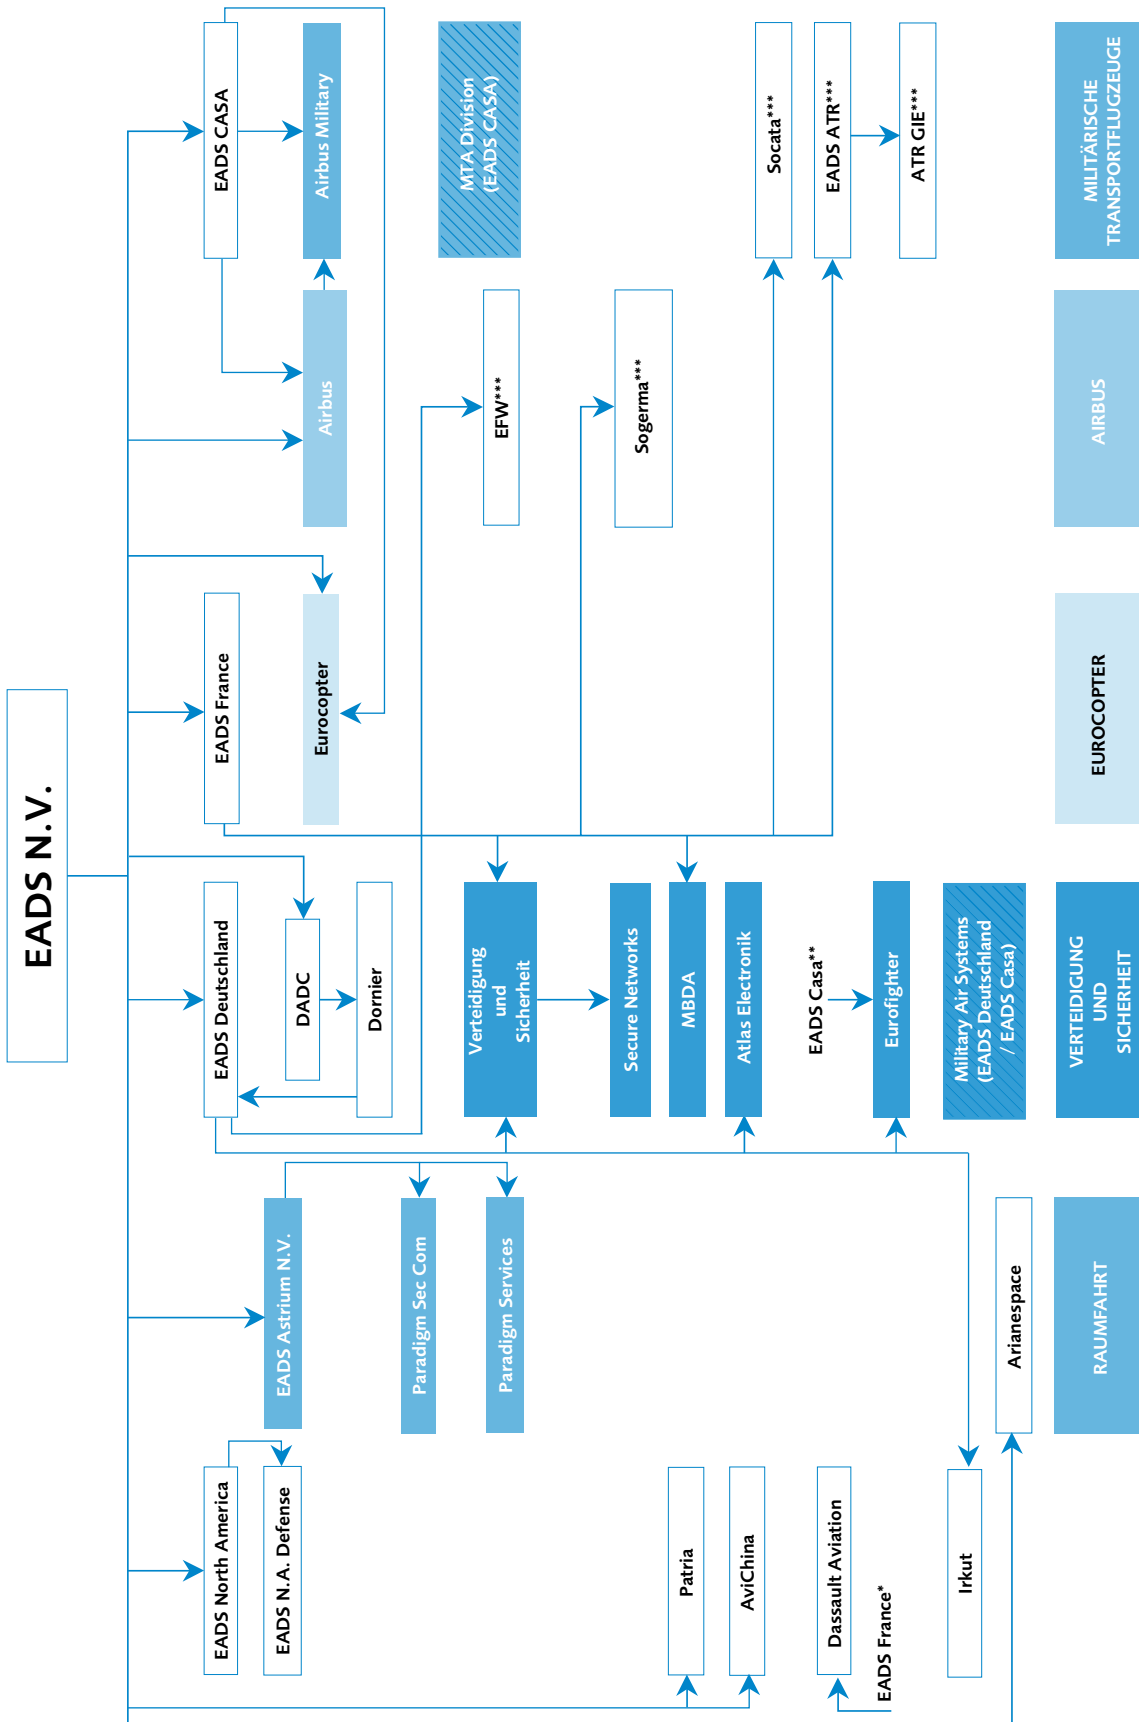 EADS N.V.
EADS North America
EADS N.A. Defense
EADS Astrium N.V.
Paradigm Sec Com
Paradigm Services
EADS Deutschland
DADC
Dornier
EADS France
Eurocopter
EADS CASA
Airbus
Airbus Military
MTA Division
(EADS CASA)
EFW***
Sogerma***
Socata***
EADS ATR***
ATR GIE***
Verteidigung
und
Sicherheit
Secure Networks
MBDA
Atlas Electronik
EADS Casa**
Eurofighter
Military Air Systems
(EADS Deutschland
/ EADS Casa)
Patria
AviChina
Dassault Aviation
EADS France*
Irkut
Arianespace
RAUMFAHRT
VERTEIDIGUNG
UND
SICHERHEIT
EUROCOPTER
AIRBUS
MILITÄRISCHE
TRANSPORTFLUGZEUGE